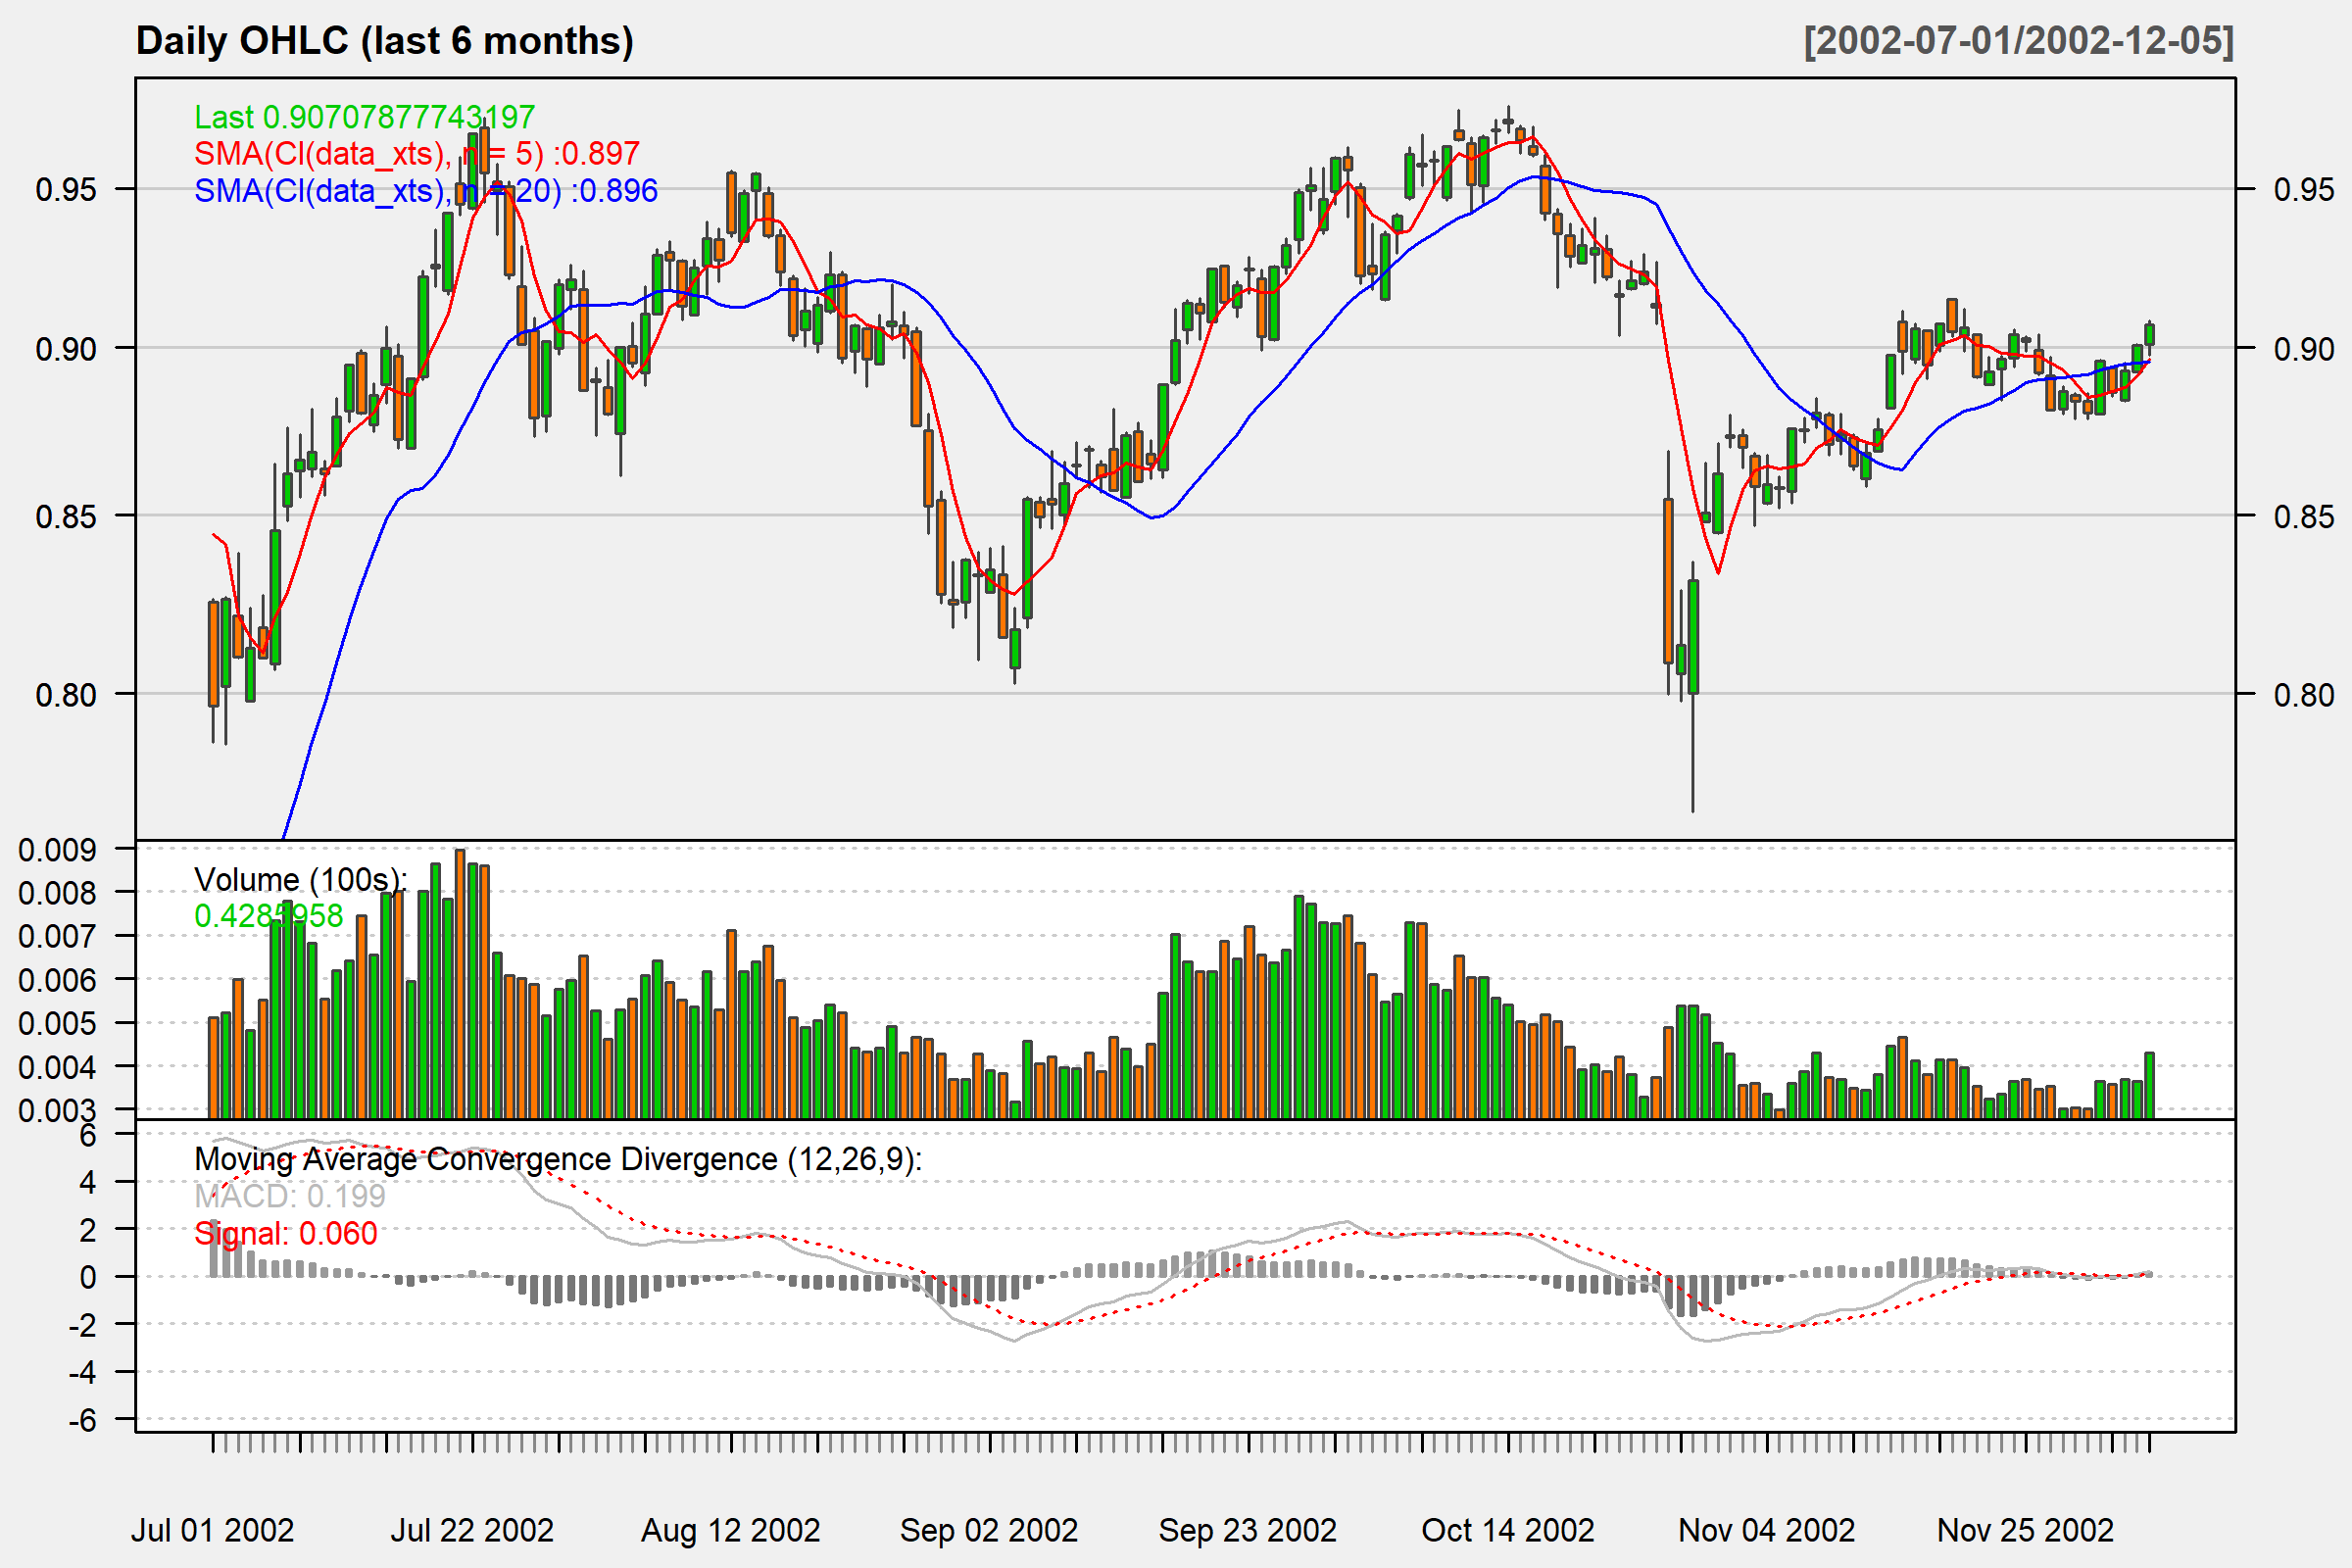 Daily OHLC (last 6 months) [2002-07-01/2002-12-05]
Last 0.90707877743197
SMA(Cl(data_xts), n = 5) :0.897
SMA(Cl(data_xts), n = 20) :0.896
0.95 0.95
0.90 0.90
0.85 0.85
0.80 0.80
0.009
Volume (100s):
0.008
0.4285958
0.007
0.006
0.005
0.004
0.003
6
Moving Average Convergence Divergence (12,26,9):
4
MACD: 0.199
2
Signal: 0.060
0
-2
-4
-6
Jul 01 2002 Jul 22 2002 Aug 12 2002 Sep 02 2002 Sep 23 2002 Oct 14 2002 Nov 04 2002 Nov 25 2002